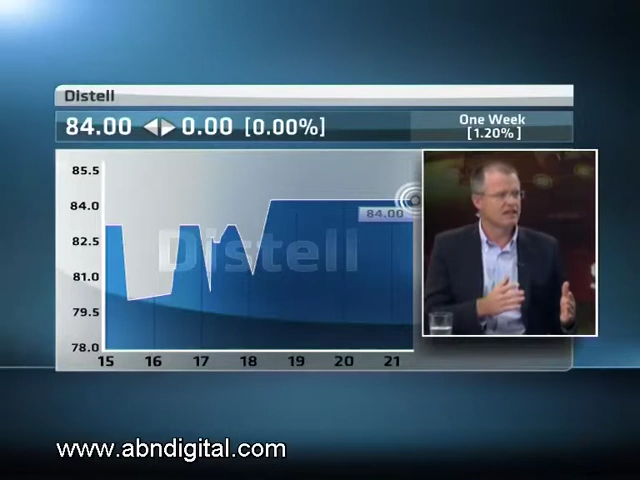 Distell
84.00 0.00 [0.00%]
One Week
[1.20%]
85.5
84.0
82.5
81.0
79.5
78.0
84.00
Distell
15 16 17 18 19 20 21
www.abndigital.com